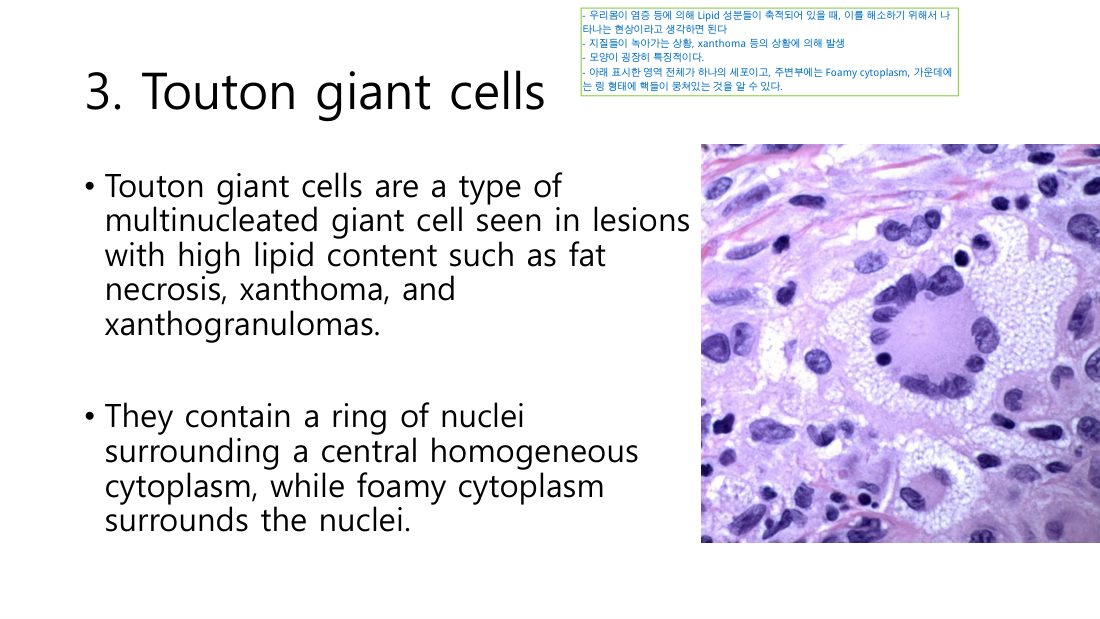 - 우리몸이 염증 등에 의해 Lipid 성분들이 축적되어 있을 때, 이를 해소하기 위해서 나
타나는 현상이라고 생각하면 된다
- 지질들이 녹아가는 상황, xanthoma 등의 상황에 의해 발생
- 모양이 굉장히 특징적이다.
- 아래 표시한 영역 전체가 하나의 세포이고, 주변부에는 Foamy cytoplasm, 가운데에
는 링 형태에 핵들이 뭉쳐있는 것을 알 수 있다.
3. Touton giant cells
• Touton giant cells are a type of
multinucleated giant cell seen in lesions
with high lipid content such as fat
necrosis, xanthoma, and
xanthogranulomas.
• They contain a ring of nuclei
surrounding a central homogeneous
cytoplasm, while foamy cytoplasm
surrounds the nuclei.